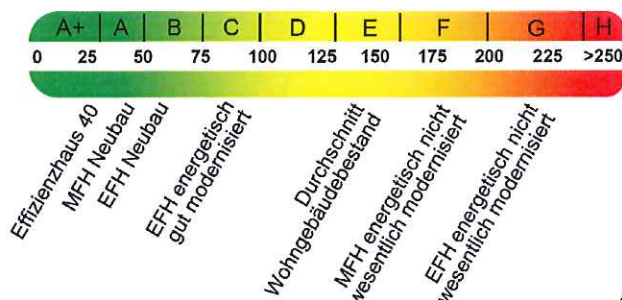 A+ A B C D E F G H
0 25 50 75 100 125 150 175 200 225 >250
Effizienzhaus 40
MFH Neubau
EFH Neubau
EFH energetisch
gut modernisiert
Durchschnitt
Wohngebäudebestand
MFH energetisch nicht
wesentlich modernisiert
EFH energetisch nicht
wesentlich modernisiert